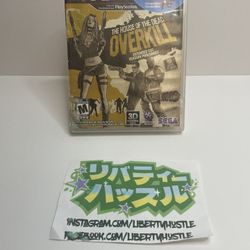 PlayStation
THE HOUSE OF THE DEAD
OVERKILL
M
3D
SEGA
リバティー
ハッスル
INSTAGRAM.COM/LIBERTYHUSTLE
FACEBOOK.COM/LIBERTYHUSTLE